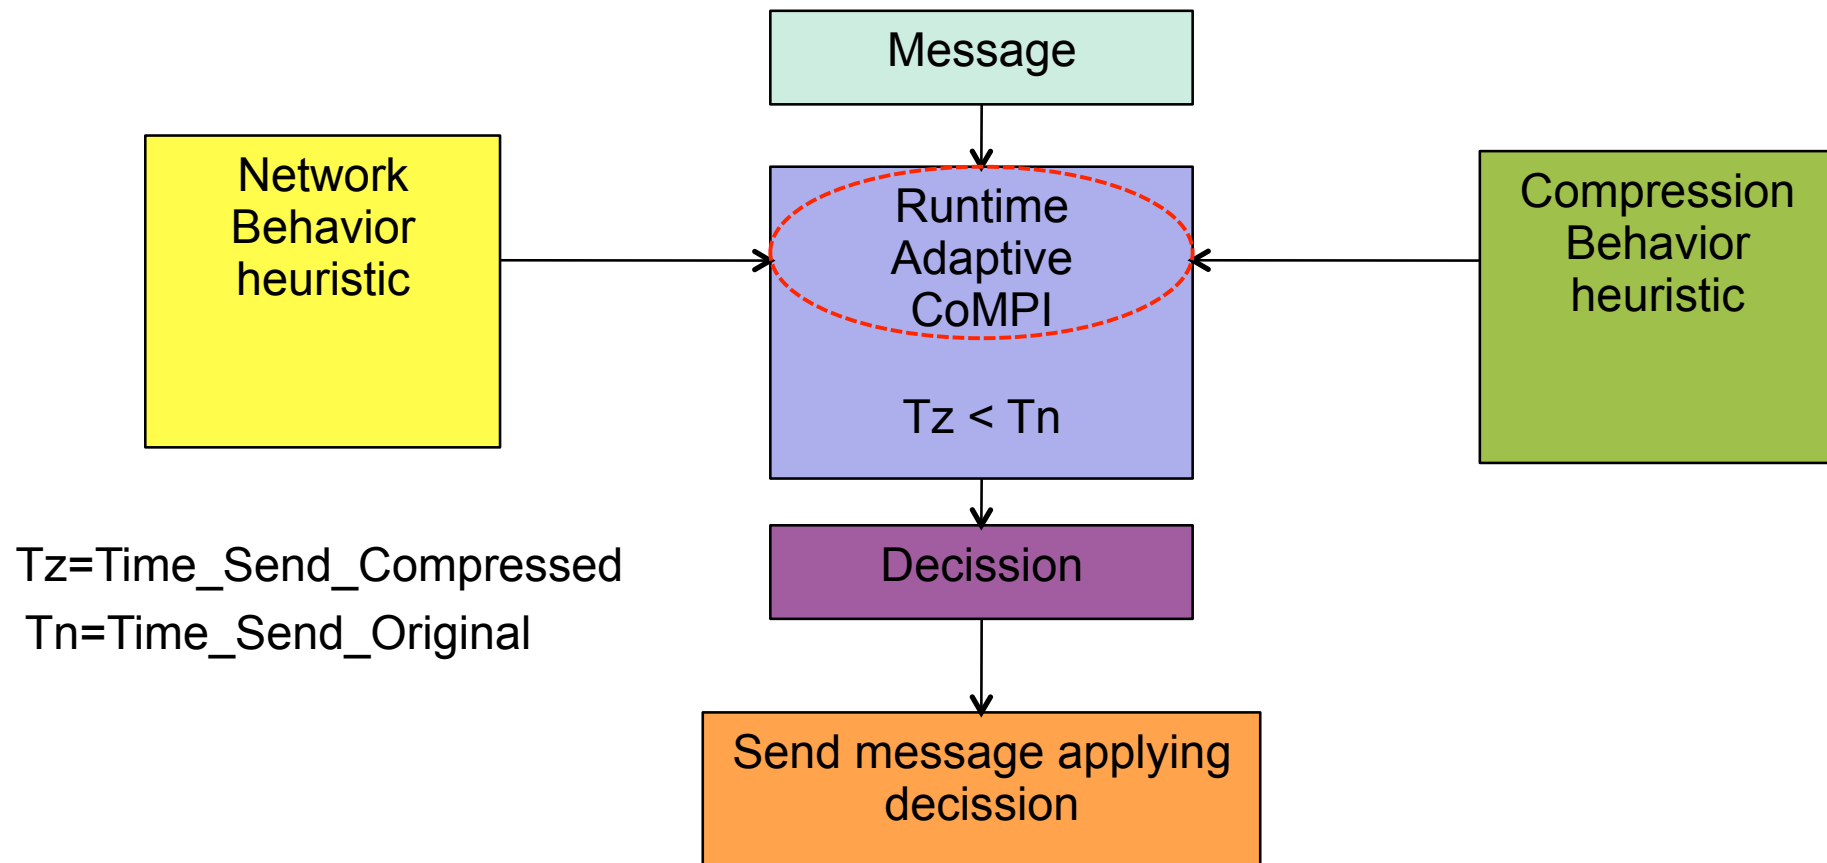 Message
Network
Behavior
heuristic
Runtime
Adaptive
CoMPI
Tz < Tn
Compression
Behavior
heuristic
Tz=Time_Send_Compressed
Tn=Time_Send_Original
Decission
Send message applying
decission